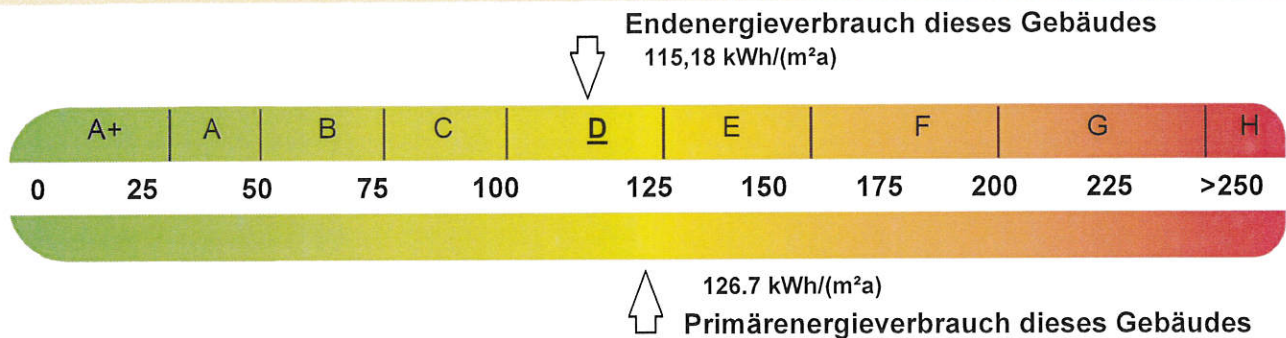 Endenergieverbrauch dieses Gebäudes
115,18 kWh/(m²a)
A+ A B C D E F G H
0 25 50 75 100 125 150 175 200 225 >250
126.7 kWh/(m²a)
Primärenergieverbrauch dieses Gebäudes